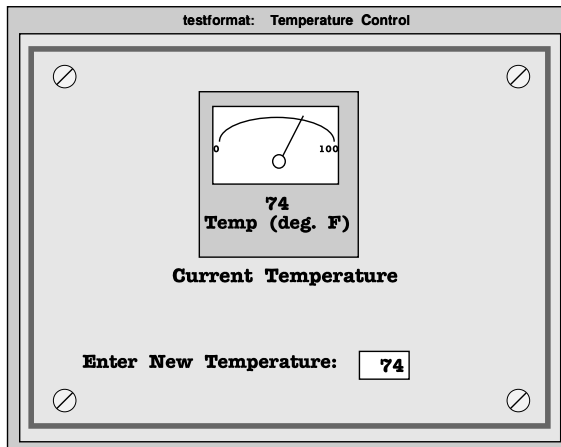 testformat: Temperature Control
0 100
74
Temp (deg. F)
Current Temperature
Enter New Temperature: 74